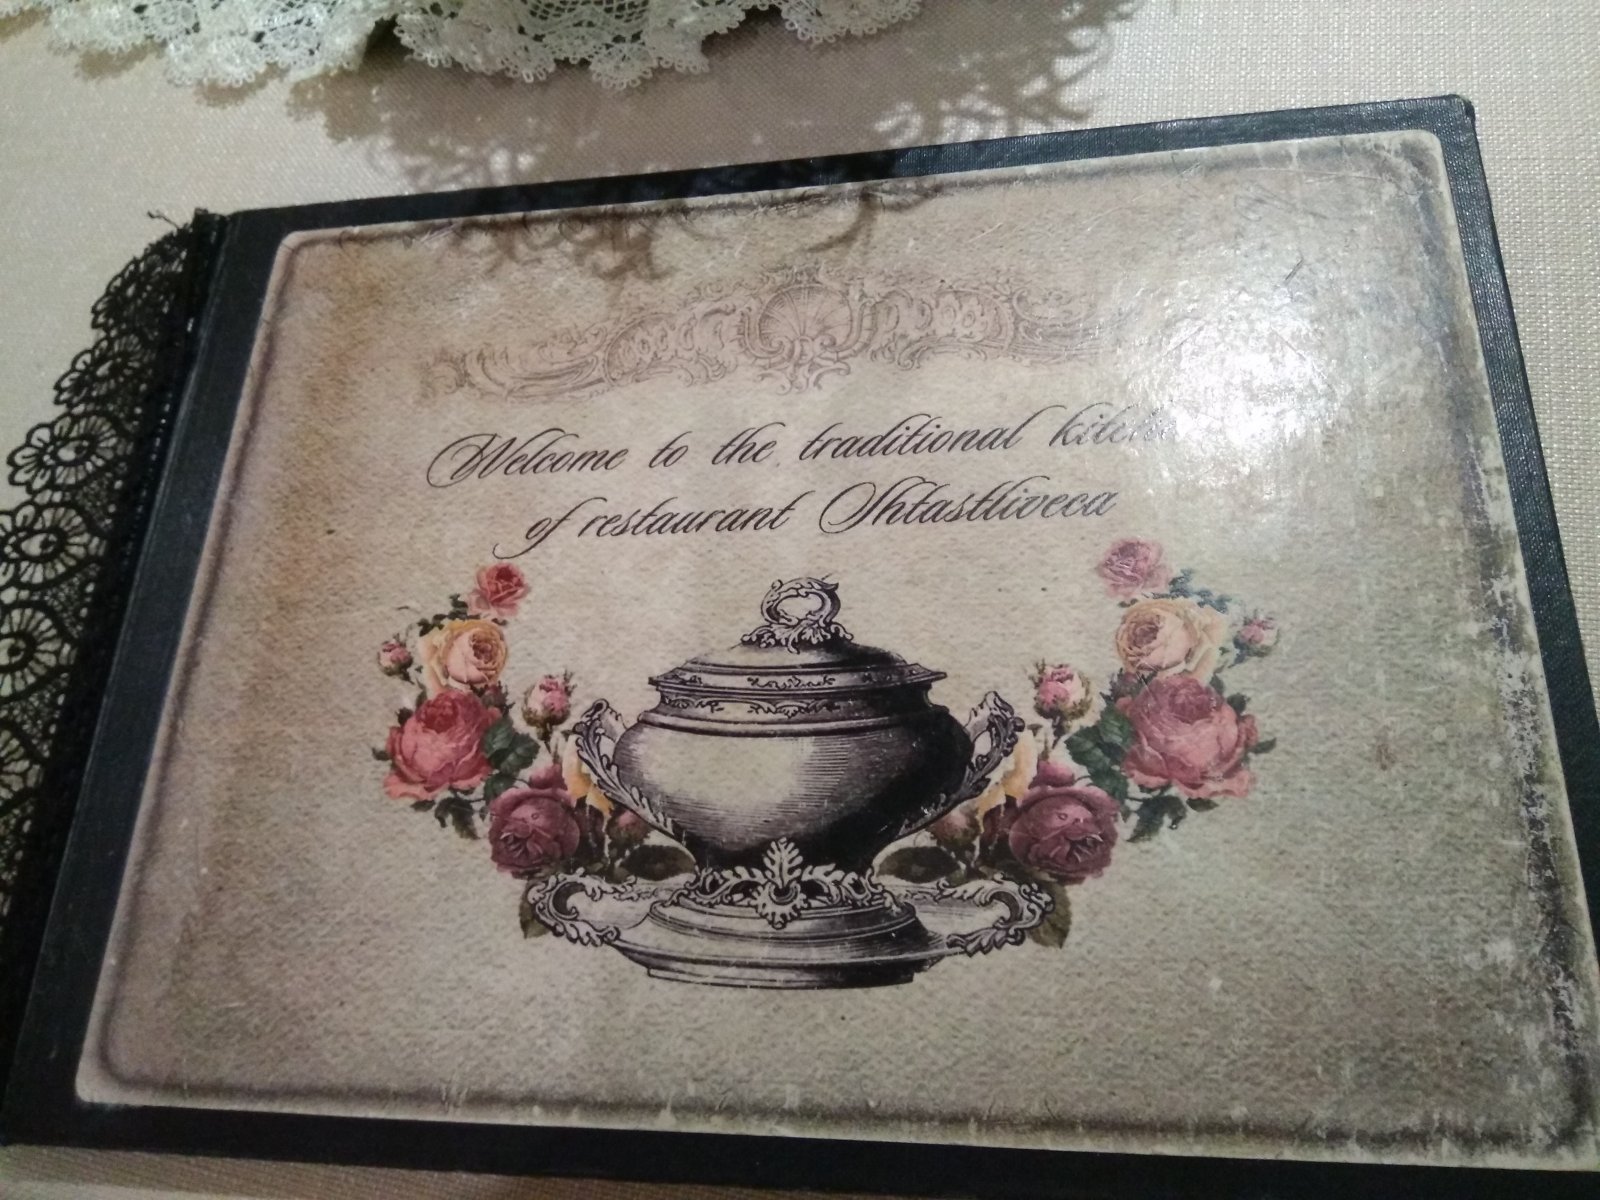 Welcome to the traditional
of restaurant Shtastliveca